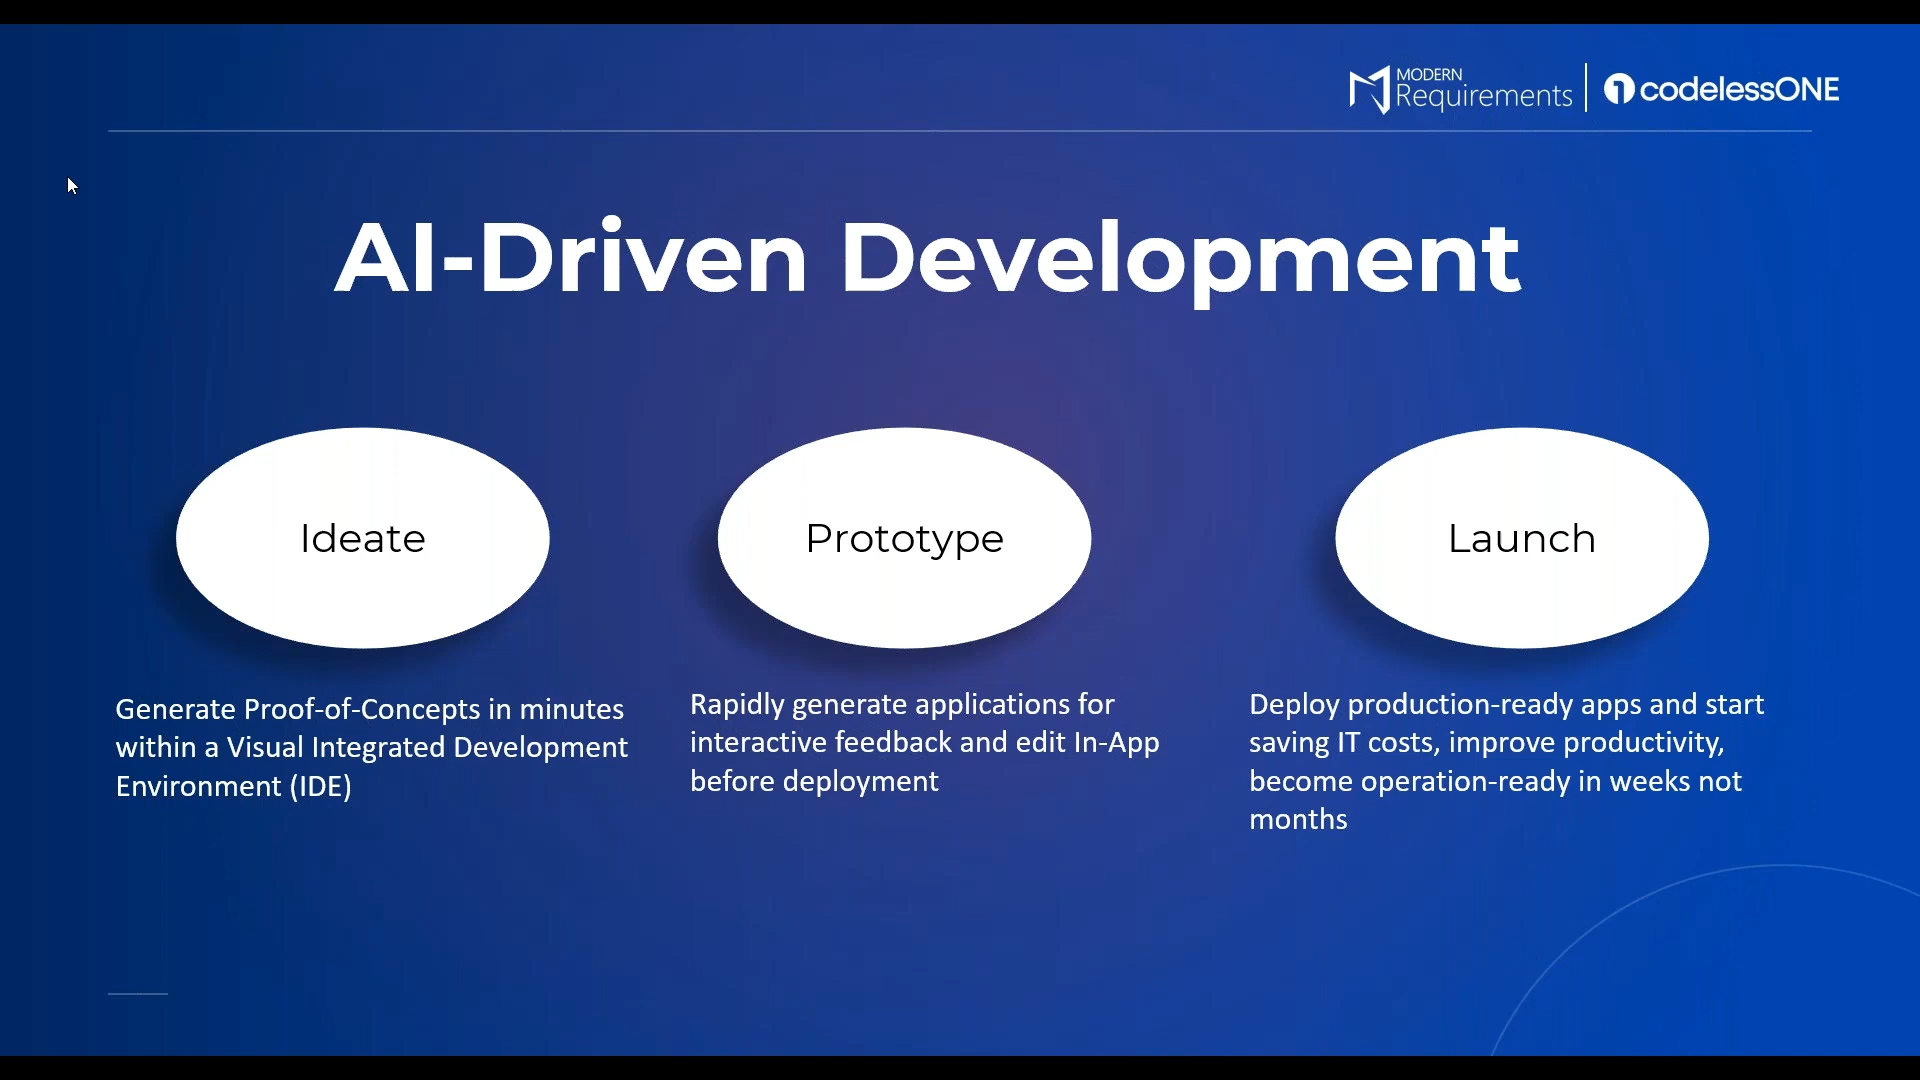 MODERN
Requirements
codelessONE
AI-Driven Development
Ideate
Prototype
Launch
Generate Proof-of-Concepts in minutes
within a Visual Integrated Development
Environment (IDE)
Rapidly generate applications for
interactive feedback and edit In-App
before deployment
Deploy production-ready apps and start
saving IT costs, improve productivity,
become operation-ready in weeks not
months